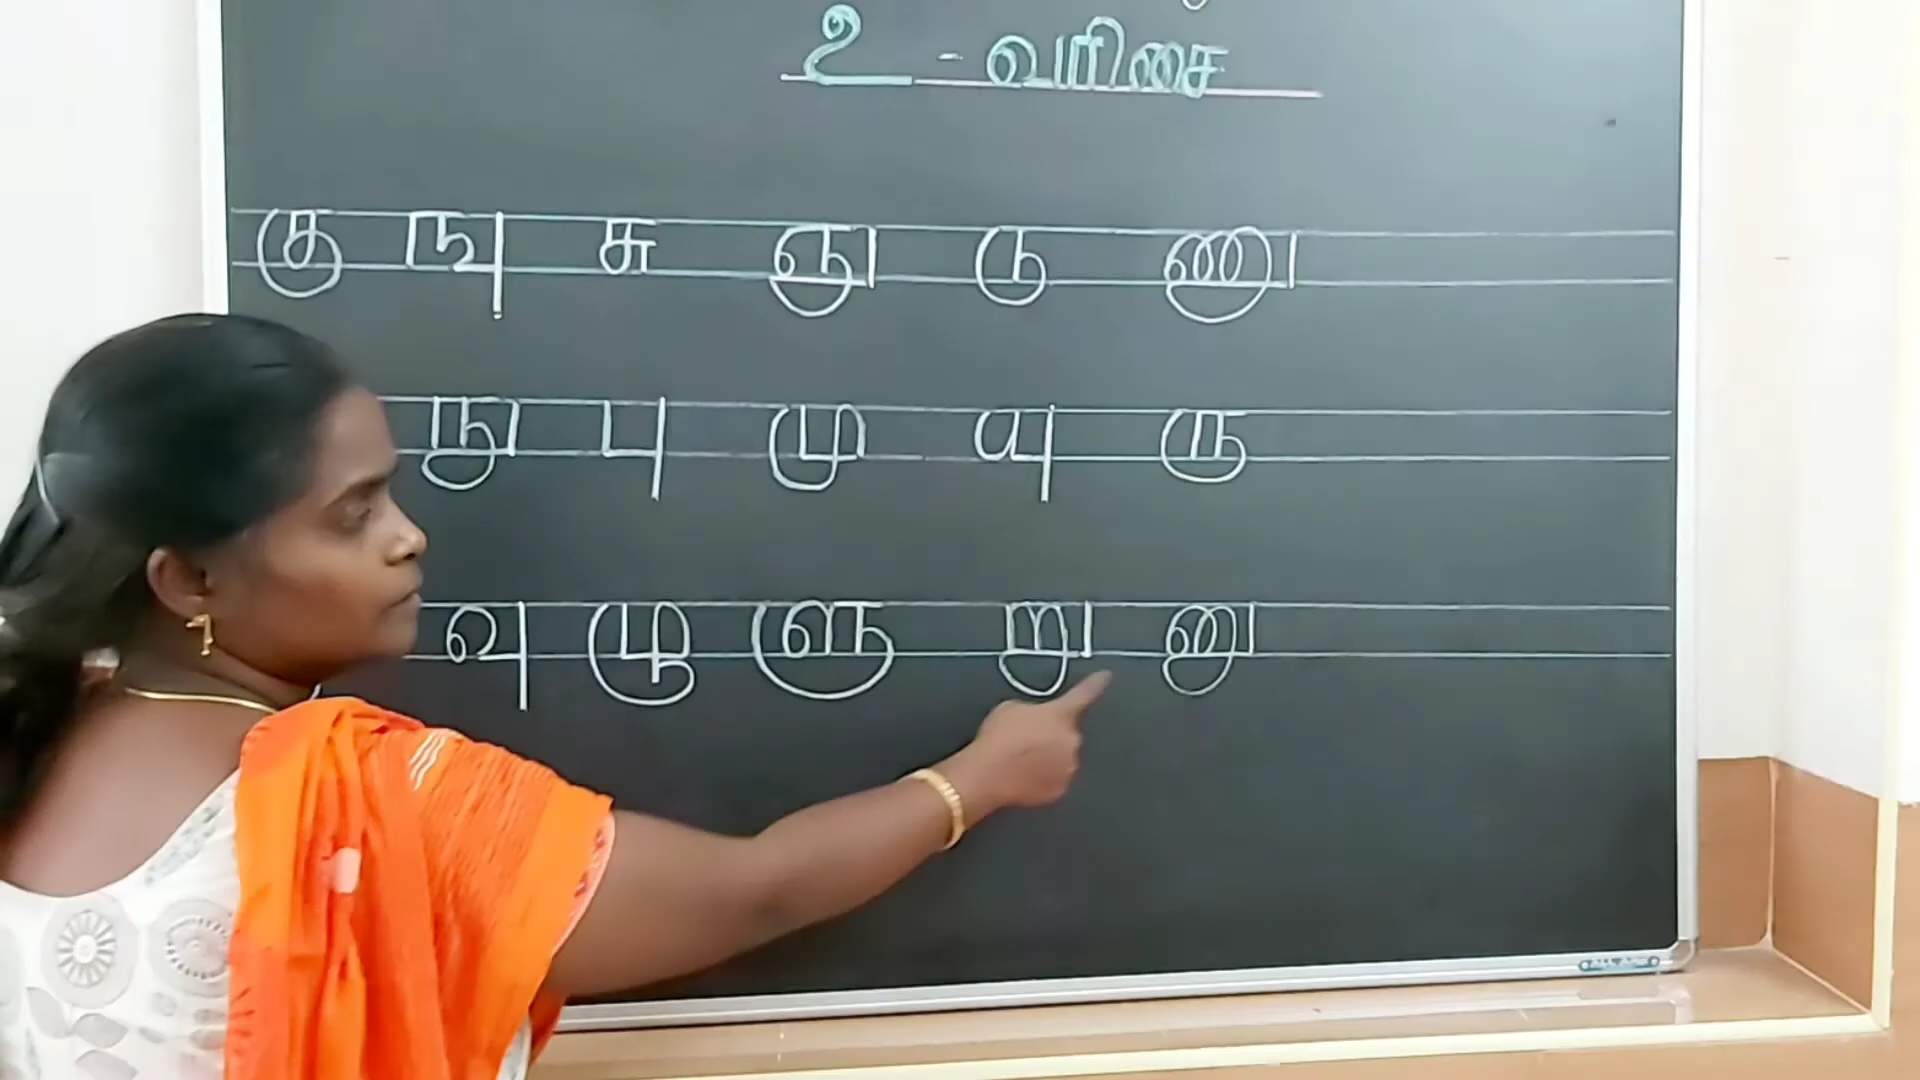 உ - வரிசை
கு ஙு சு ஞு டு ணு
நு பு மு யு ரு
வு ழு ளு று னு